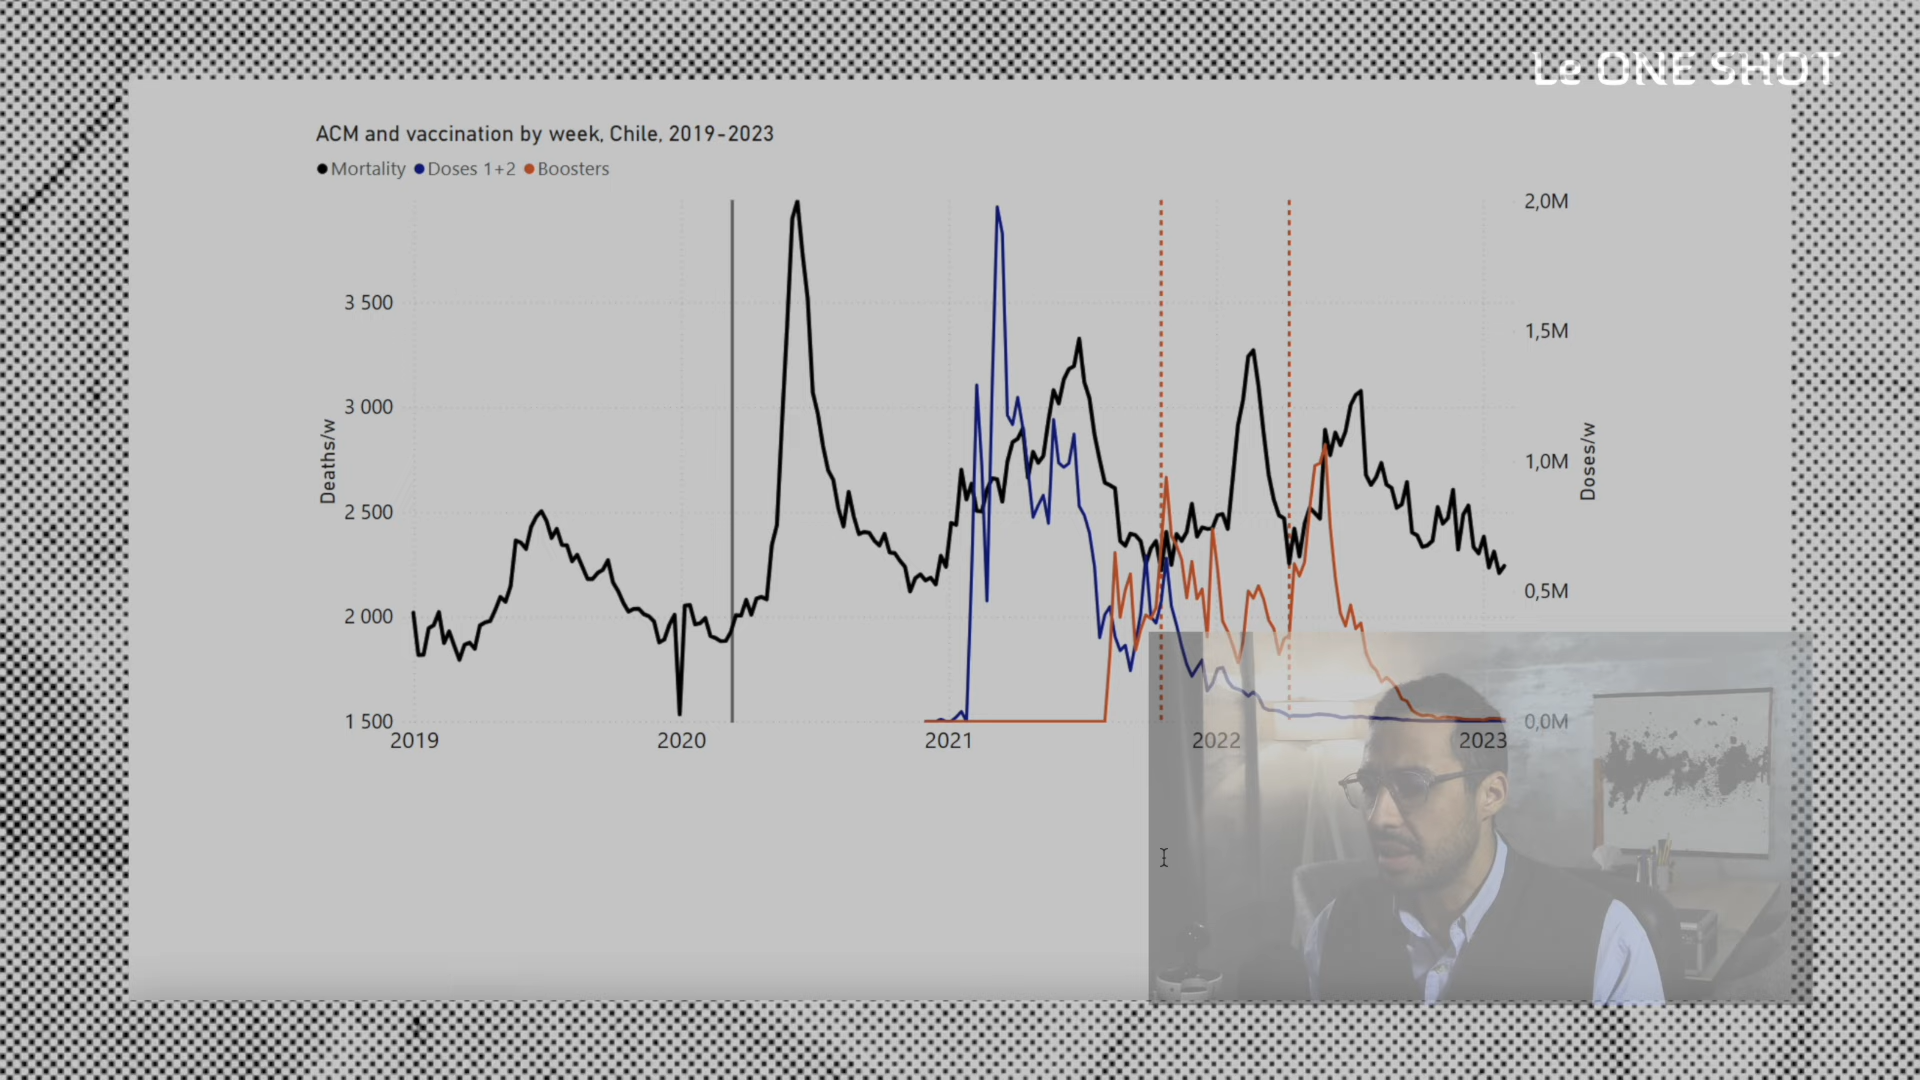 Le ONE SHOT
ACM and vaccination by week, Chile, 2019-2023
Mortality Doses 1+2 Boosters
2,0M
3 500
1,5M
3 000
1,0M
Deaths/w
Doses/w
2 500
0,5M
2 000
1 500
0,0M
2019 2020 2021 2022 2023